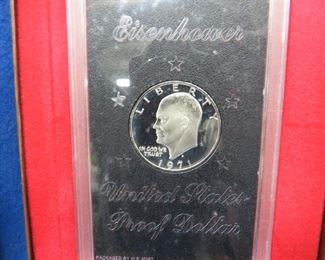 Eisenhower
LIBERTY
IN GOD WE
TRUST
1971
United States
Proof Dollar
PACKAGED BY U.S. MINT